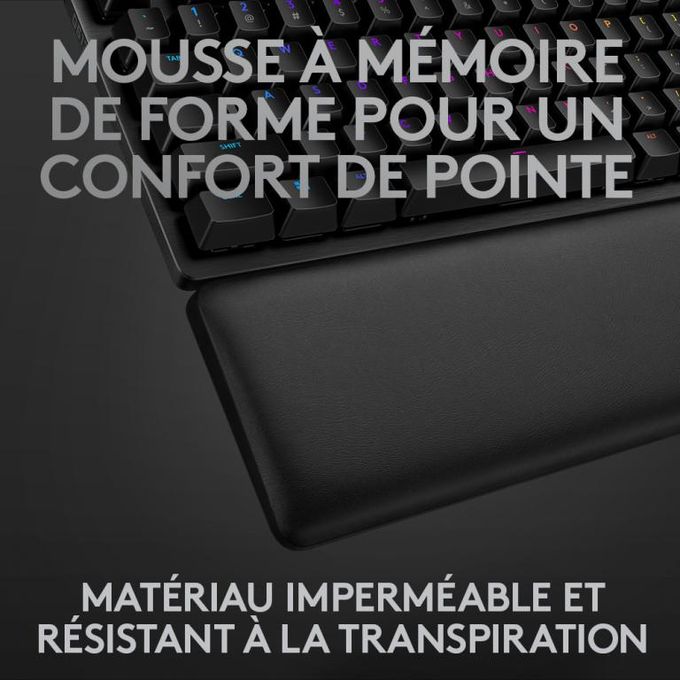 MOUSSE À MÉMOIRE
DE FORME POUR UN
CONFORT DE POINTE
MATÉRIAU IMPERMÉABLE ET
RÉSISTANT À LA TRANSPIRATION